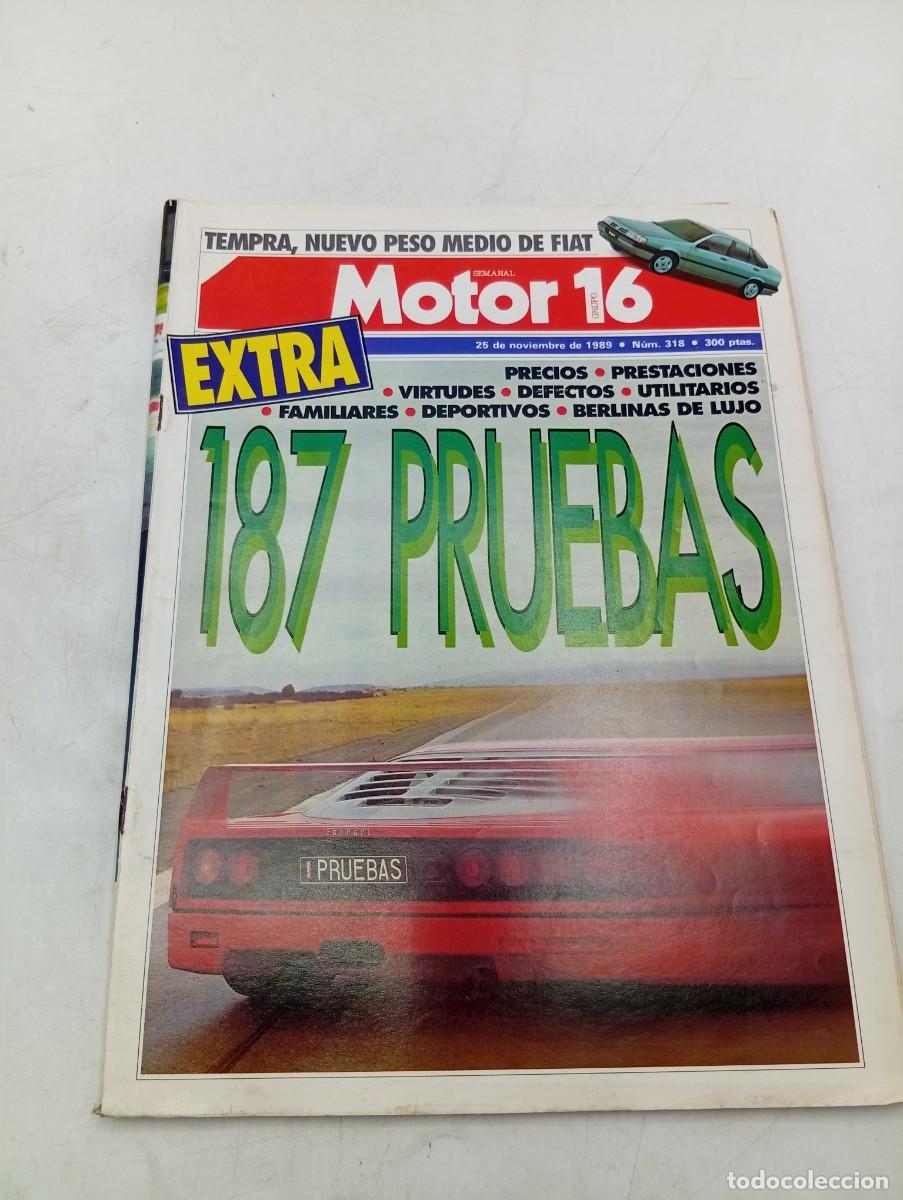 TEMPRA, NUEVO PESO MEDIO DE FIAT
SEMANAL
Motor 16
GRUPO
EXTRA
25 de noviembre de 1989 • Núm. 318 • 300 ptas.
PRECIOS • PRESTACIONES
• VIRTUDES • DEFECTOS • UTILITARIOS
• FAMILIARES • DEPORTIVOS • BERLINAS DE LUJO
187 PRUEBAS
Ferrari
PRUEBAS
todocoleccion